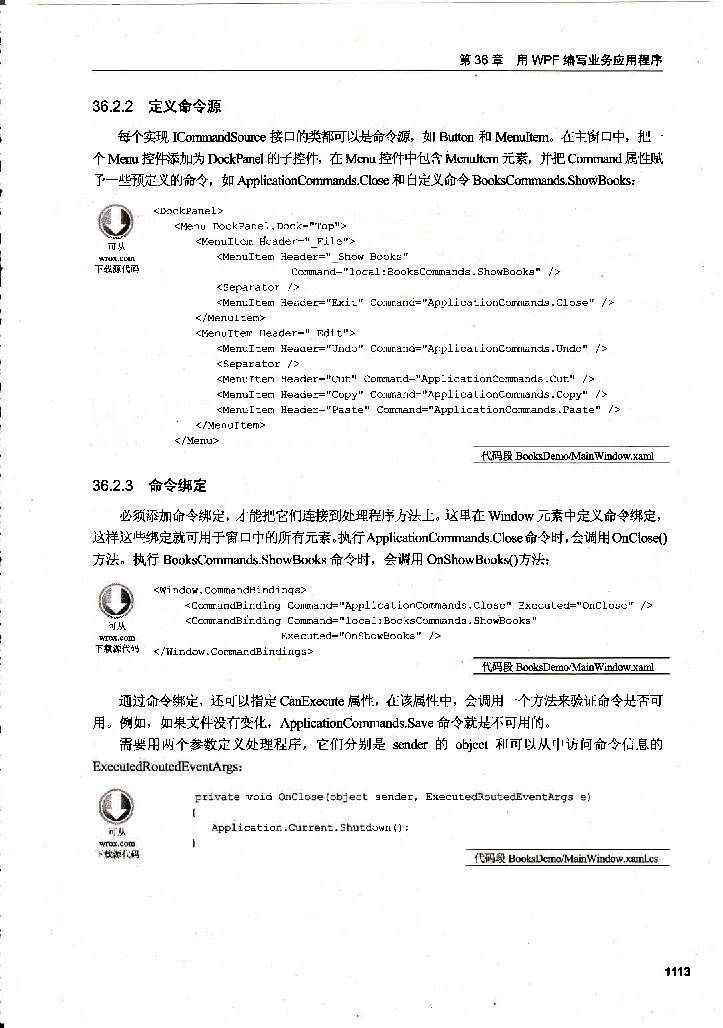 第 36 章 用 WPF 编写业务应用程序
36.2.2 定义命令源
每个实现 ICommandSource 接口的类都可以是命令源，如 Button 和 MenuItem。在主窗口中，把一
个 Menu 控件添加为 DockPanel 的子控件，在 Menu 控件中包含 MenuItem 元素，并把 Command 属性赋
予一些预定义的命令，如 ApplicationCommands.Close 和自定义命令 BooksCommands.ShowBooks：
可从
wrox.com
下载源代码
<DockPanel>
<Menu DockPanel.Dock="Top">
<MenuItem Header="_File">
<MenuItem Header="_Show Books"
Command="local:BooksCommands.ShowBooks" />
<Separator />
<MenuItem Header="Exit" Command="ApplicationCommands.Close" />
</MenuItem>
<MenuItem Header="_Edit">
<MenuItem Header="Undo" Command="ApplicationCommands.Undo" />
<Separator />
<MenuItem Header="Cut" Command="ApplicationCommands.Cut" />
<MenuItem Header="Copy" Command="ApplicationCommands.Copy" />
<MenuItem Header="Paste" Command="ApplicationCommands.Paste" />
</MenuItem>
</Menu>
代码段 BooksDemo/MainWindow.xaml
36.2.3 命令绑定
必须添加命令绑定，才能把它们连接到处理程序方法上。这里在 Window 元素中定义命令绑定，
这样这些绑定就可用于窗口中的所有元素。执行 ApplicationCommands.Close 命令时，会调用 OnClose()
方法。执行 BooksCommands.ShowBooks 命令时，会调用 OnShowBooks()方法：
可从
wrox.com
下载源代码
<Window.CommandBindings>
<CommandBinding Command="ApplicationCommands.Close" Executed="OnClose" />
<CommandBinding Command="local:BooksCommands.ShowBooks"
Executed="OnShowBooks" />
</Window.CommandBindings>
代码段 BooksDemo/MainWindow.xaml
通过命令绑定，还可以指定 CanExecute 属性，在该属性中，会调用一个方法来验证命令是否可
用。例如，如果文件没有变化，ApplicationCommands.Save 命令就是不可用的。
需要用两个参数定义处理程序，它们分别是 sender 的 object 和可以从中访问命令信息的
ExecutedRoutedEventArgs：
可从
wrox.com
下载源代码
private void OnClose(object sender, ExecutedRoutedEventArgs e)
{
Application.Current.Shutdown();
}
代码段 BooksDemo/MainWindow.xaml.cs
1113